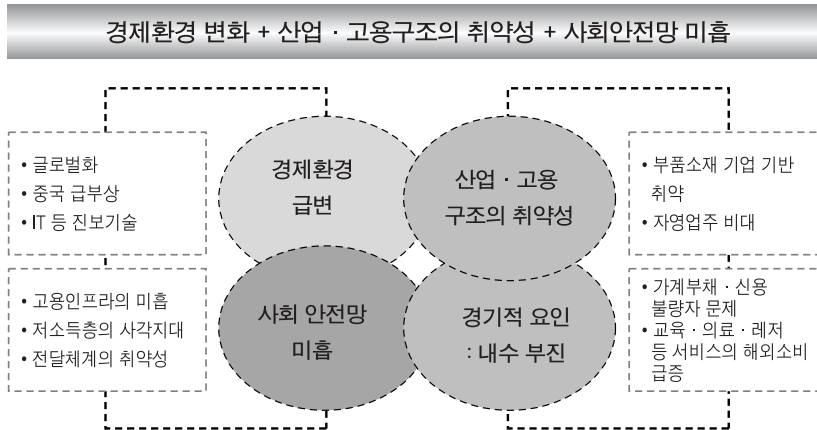 경제환경 변화 + 산업 · 고용구조의 취약성 + 사회안전망 미흡
• 글로벌화
• 중국 급부상
• IT 등 진보기술
경제환경
급변
산업 · 고용
구조의 취약성
• 부품소재 기업 기반
취약
• 자영업주 비대
• 고용인프라의 미흡
• 저소득층의 사각지대
• 전달체계의 취약성
사회 안전망
미흡
경기적 요인
: 내수 부진
• 가계부채 · 신용
불량자 문제
• 교육 · 의료 · 레저
등 서비스의 해외소비
급증